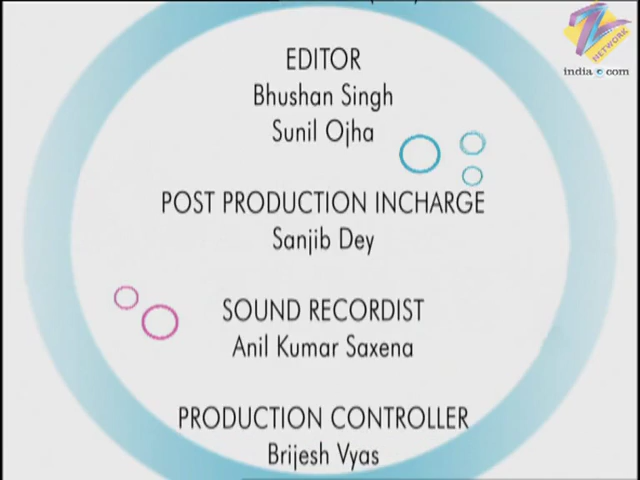 Z
NETWORK
india.com
EDITOR
Bhushan Singh
Sunil Ojha
POST PRODUCTION INCHARGE
Sanjib Dey
SOUND RECORDIST
Anil Kumar Saxena
PRODUCTION CONTROLLER
Brijesh Vyas